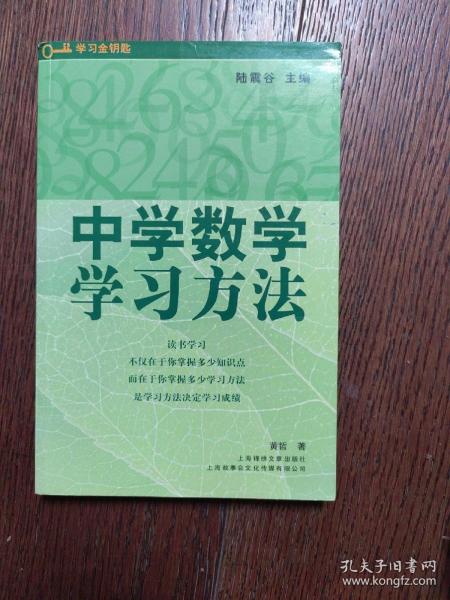 学习金钥匙
陆震谷 主编
中学数学
学习方法
读书学习
不仅在于你掌握多少知识点
而在于你掌握多少学习方法
是学习方法决定学习成绩
黄哲 著
上海锦绣文章出版社
上海故事会文化传媒有限公司
孔夫子旧书网
www.kongfz.com